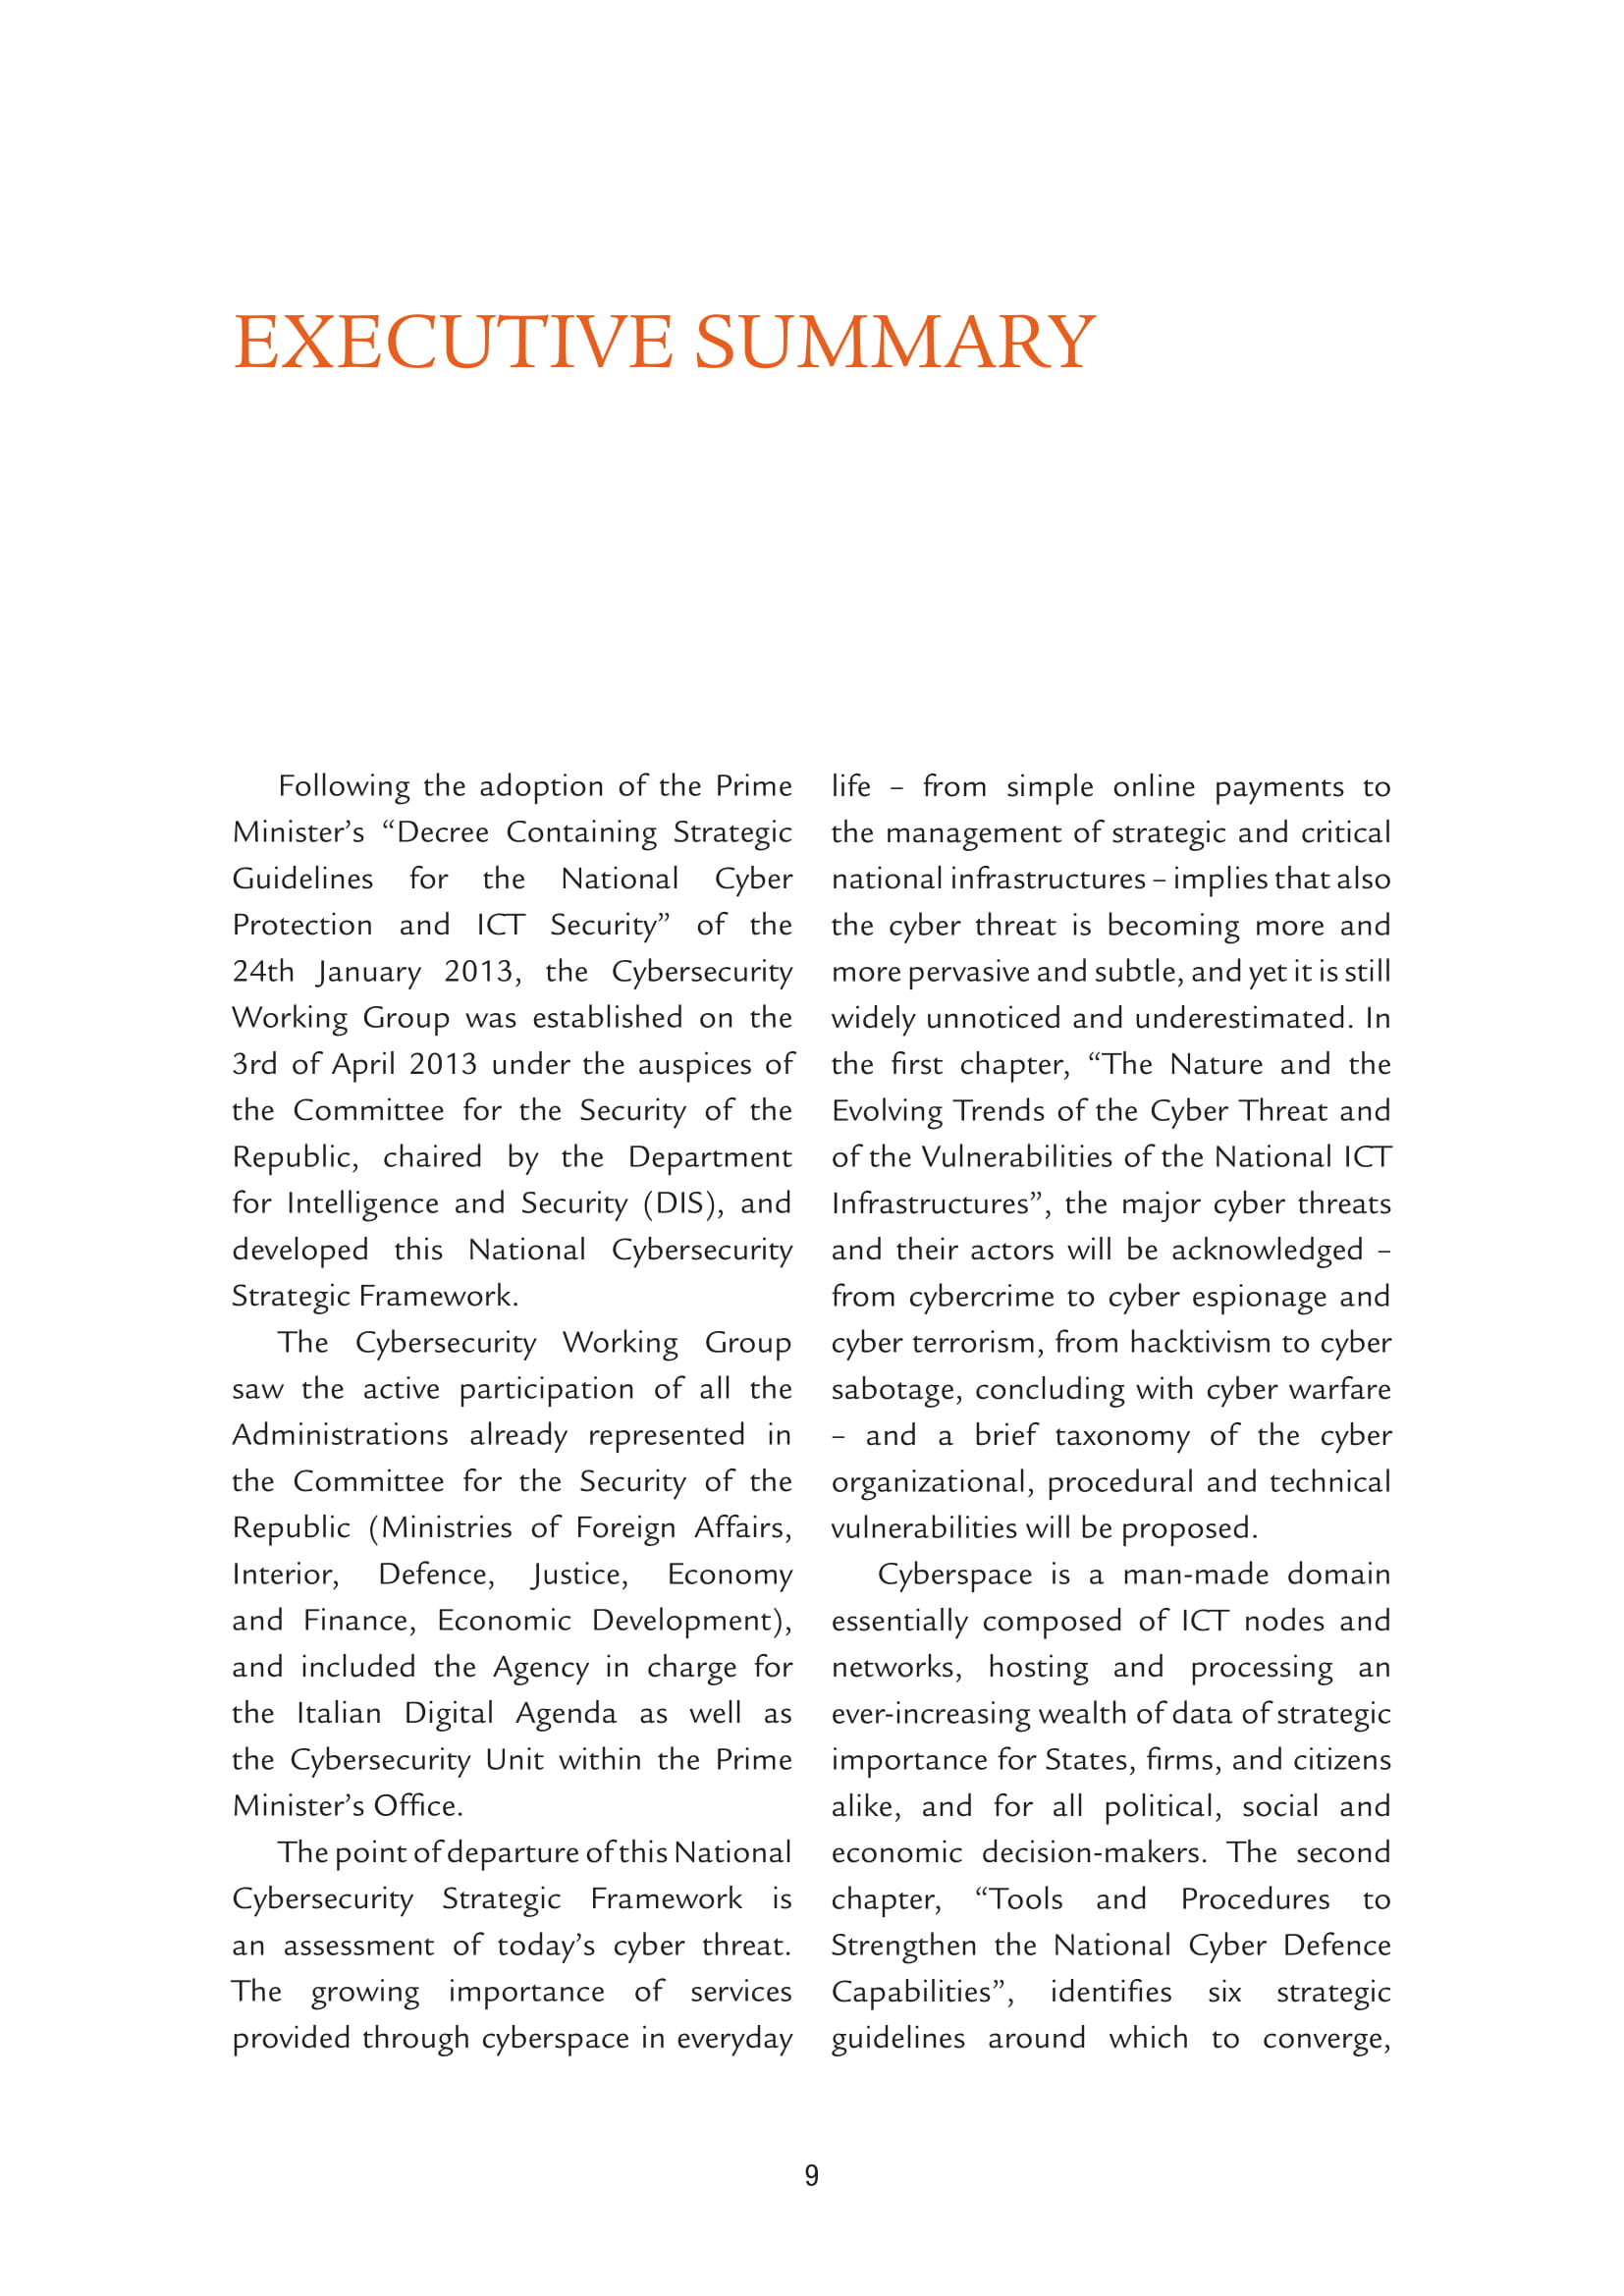 EXECUTIVE SUMMARY
Following the adoption of the Prime
Minister’s “Decree Containing Strategic
Guidelines for the National Cyber
Protection and ICT Security” of the
24th January 2013, the Cybersecurity
Working Group was established on the
3rd of April 2013 under the auspices of
the Committee for the Security of the
Republic, chaired by the Department
for Intelligence and Security (DIS), and
developed this National Cybersecurity
Strategic Framework.
The Cybersecurity Working Group
saw the active participation of all the
Administrations already represented in
the Committee for the Security of the
Republic (Ministries of Foreign Affairs,
Interior, Defence, Justice, Economy
and Finance, Economic Development),
and included the Agency in charge for
the Italian Digital Agenda as well as
the Cybersecurity Unit within the Prime
Minister’s Office.
The point of departure of this National
Cybersecurity Strategic Framework is
an assessment of today’s cyber threat.
The growing importance of services
provided through cyberspace in everyday
life – from simple online payments to
the management of strategic and critical
national infrastructures – implies that also
the cyber threat is becoming more and
more pervasive and subtle, and yet it is still
widely unnoticed and underestimated. In
the first chapter, “The Nature and the
Evolving Trends of the Cyber Threat and
of the Vulnerabilities of the National ICT
Infrastructures”, the major cyber threats
and their actors will be acknowledged –
from cybercrime to cyber espionage and
cyber terrorism, from hacktivism to cyber
sabotage, concluding with cyber warfare
– and a brief taxonomy of the cyber
organizational, procedural and technical
vulnerabilities will be proposed.
Cyberspace is a man-made domain
essentially composed of ICT nodes and
networks, hosting and processing an
ever-increasing wealth of data of strategic
importance for States, firms, and citizens
alike, and for all political, social and
economic decision-makers. The second
chapter, “Tools and Procedures to
Strengthen the National Cyber Defence
Capabilities”, identifies six strategic
guidelines around which to converge,
9